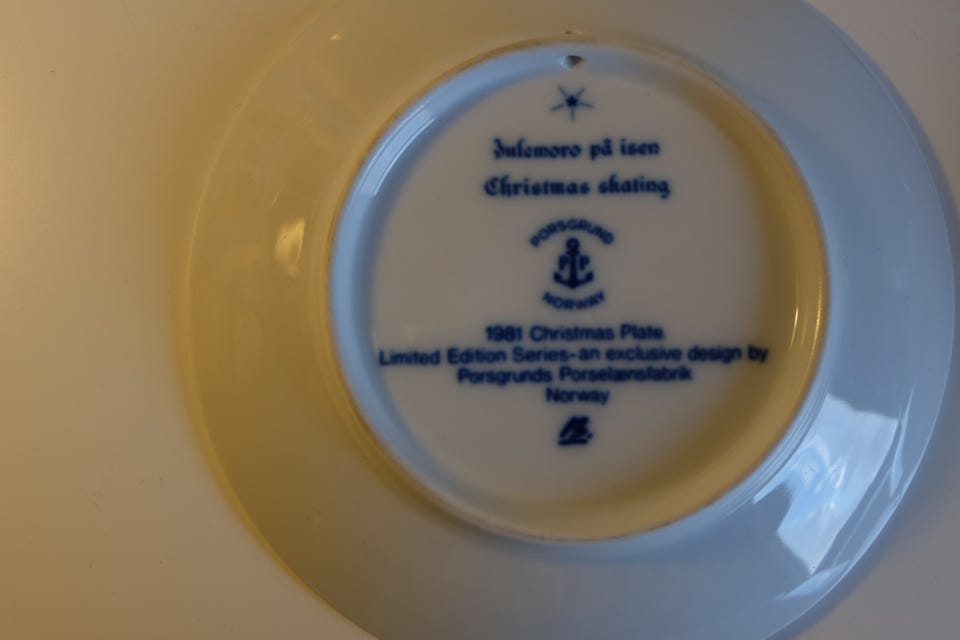 Julemoro på isen
Christmas skating
PORSGRUND
P P
NORWAY
1981 Christmas Plate
Limited Edition Series-an exclusive design by
Porsgrunds Porselænsfabrik
Norway